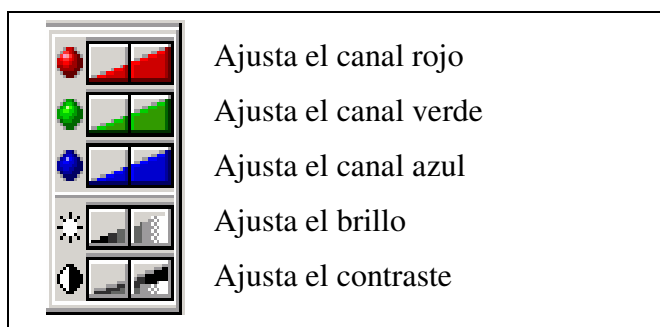 Ajusta el canal rojo
Ajusta el canal verde
Ajusta el canal azul
Ajusta el brillo
Ajusta el contraste